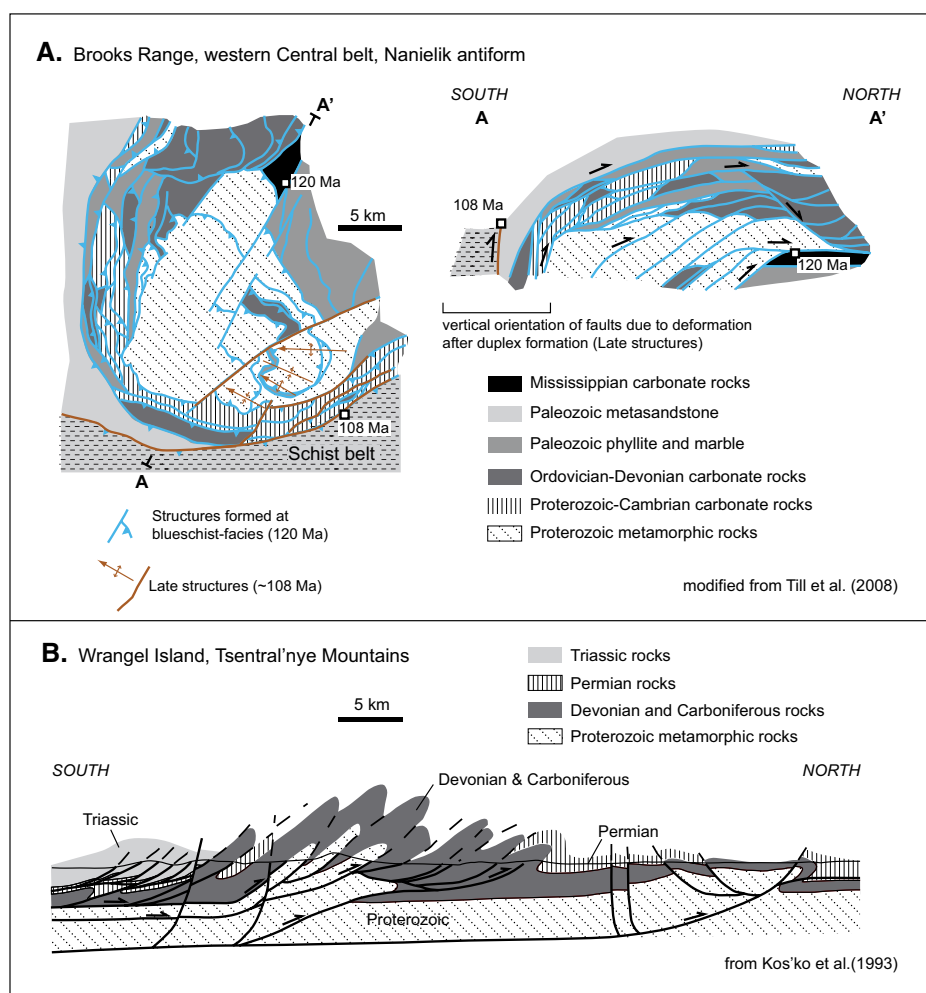 A. Brooks Range, western Central belt, Nanielik antiform
A'
120 Ma
5 km
108 Ma
Schist belt
A
Structures formed at
blueschist-facies (120 Ma)
Late structures (~108 Ma)
SOUTH
A
NORTH
A'
108 Ma
120 Ma
vertical orientation of faults due to deformation
after duplex formation (Late structures)
Mississippian carbonate rocks
Paleozoic metasandstone
Paleozoic phyllite and marble
Ordovician-Devonian carbonate rocks
Proterozoic-Cambrian carbonate rocks
Proterozoic metamorphic rocks
modified from Till et al. (2008)
B. Wrangel Island, Tsentral'nye Mountains
5 km
Triassic rocks
Permian rocks
Devonian and Carboniferous rocks
Proterozoic metamorphic rocks
SOUTH
NORTH
Devonian & Carboniferous
Triassic
Permian
Proterozoic
from Kos'ko et al.(1993)